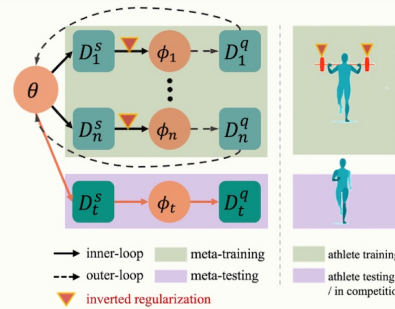 θ
D₁ˢ
ϕ₁
D₁q
Dₙˢ
ϕₙ
Dₙq
Dₜˢ
ϕₜ
Dₜq
inner-loop
meta-training
outer-loop
meta-testing
inverted regularization
athlete training
athlete testing
/ in competitio